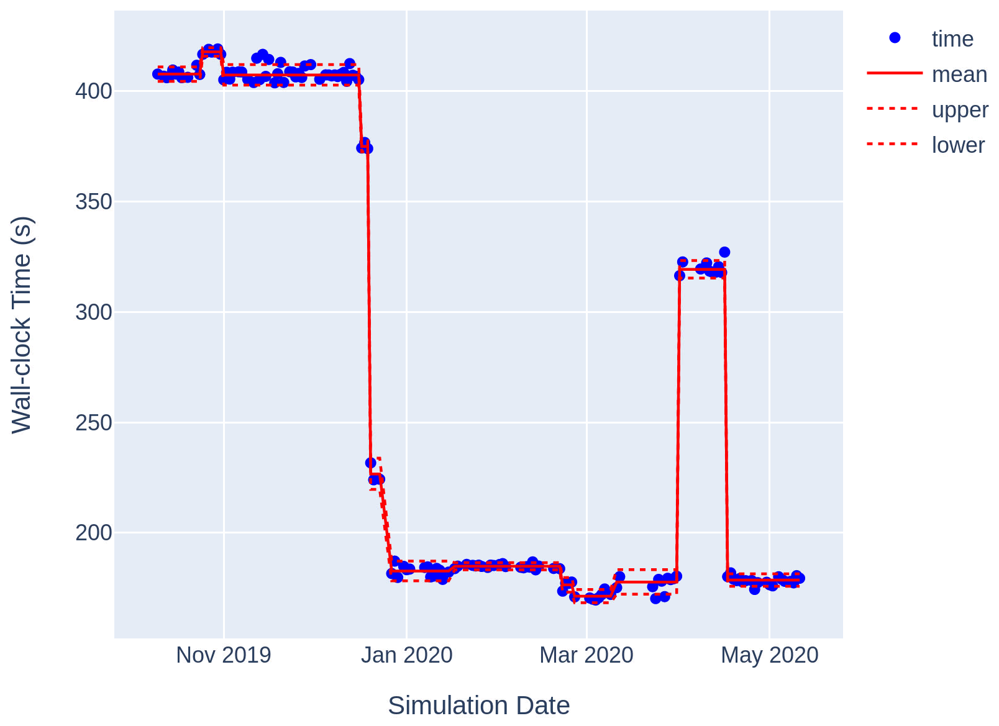 time
mean
upper
lower
400
350
300
250
200
Wall-clock Time (s)
Nov 2019
Jan 2020
Mar 2020
May 2020
Simulation Date